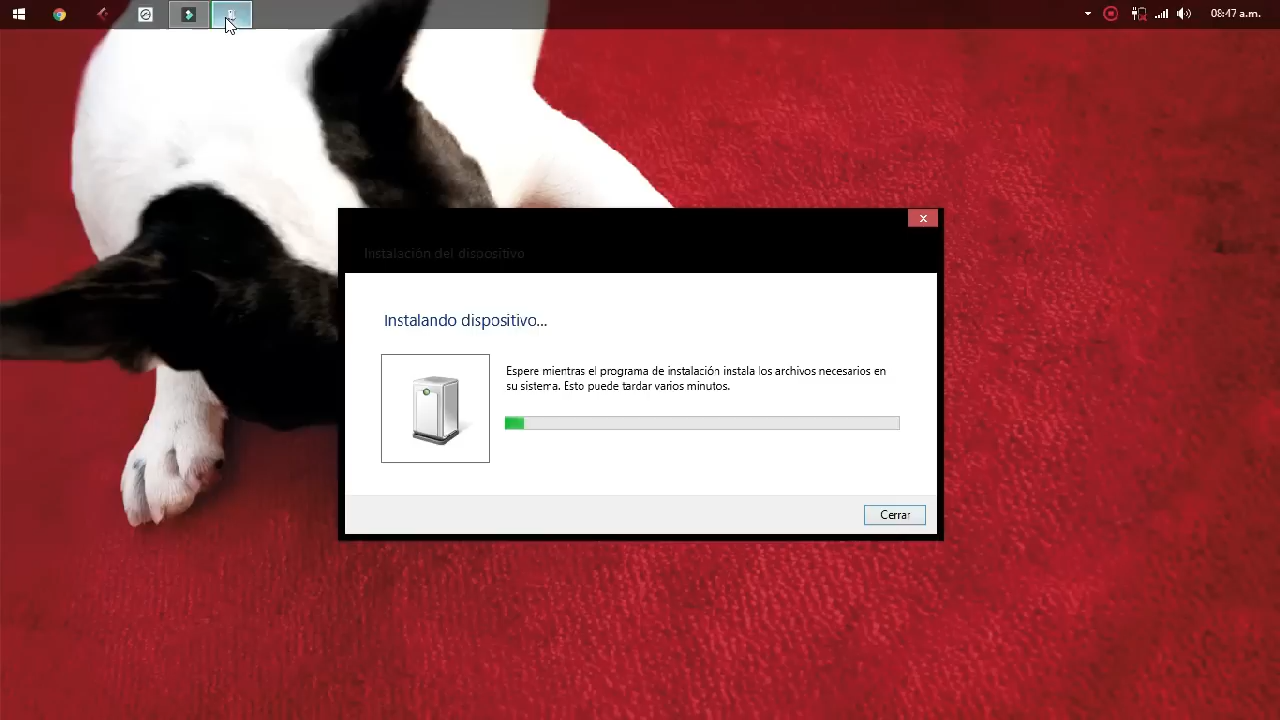 08:47 a.m.
Instalación del dispositivo
Instalando dispositivo...
Espere mientras el programa de instalación instala los archivos necesarios en
su sistema. Esto puede tardar varios minutos.
Cerrar